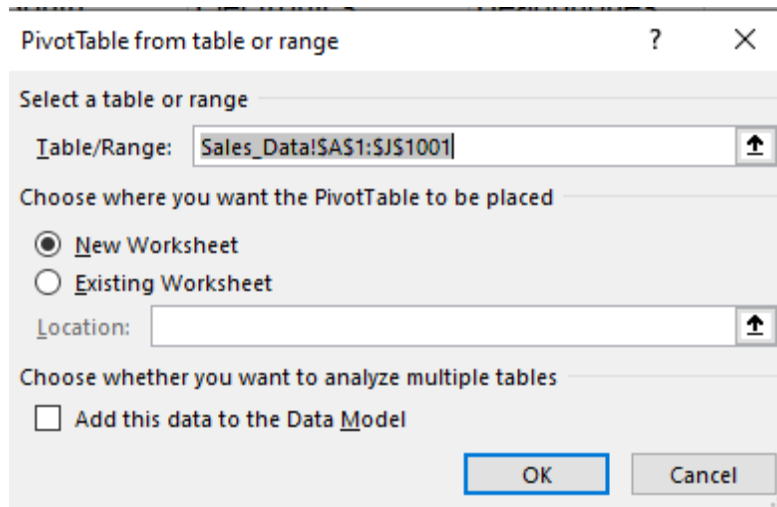 PivotTable from table or range ? ×
Select a table or range
Table/Range: Sales_Data!$A$1:$J$1001
Choose where you want the PivotTable to be placed
New Worksheet
Existing Worksheet
Location:
Choose whether you want to analyze multiple tables
Add this data to the Data Model
OK Cancel